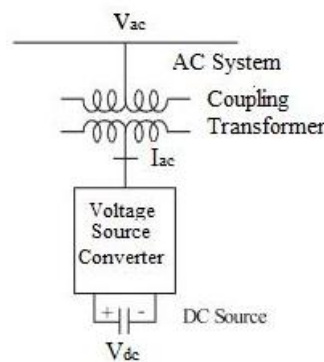 Vac
AC System
Coupling
Transformer
Iac
Voltage
Source
Converter
+ -
DC Source
Vdc